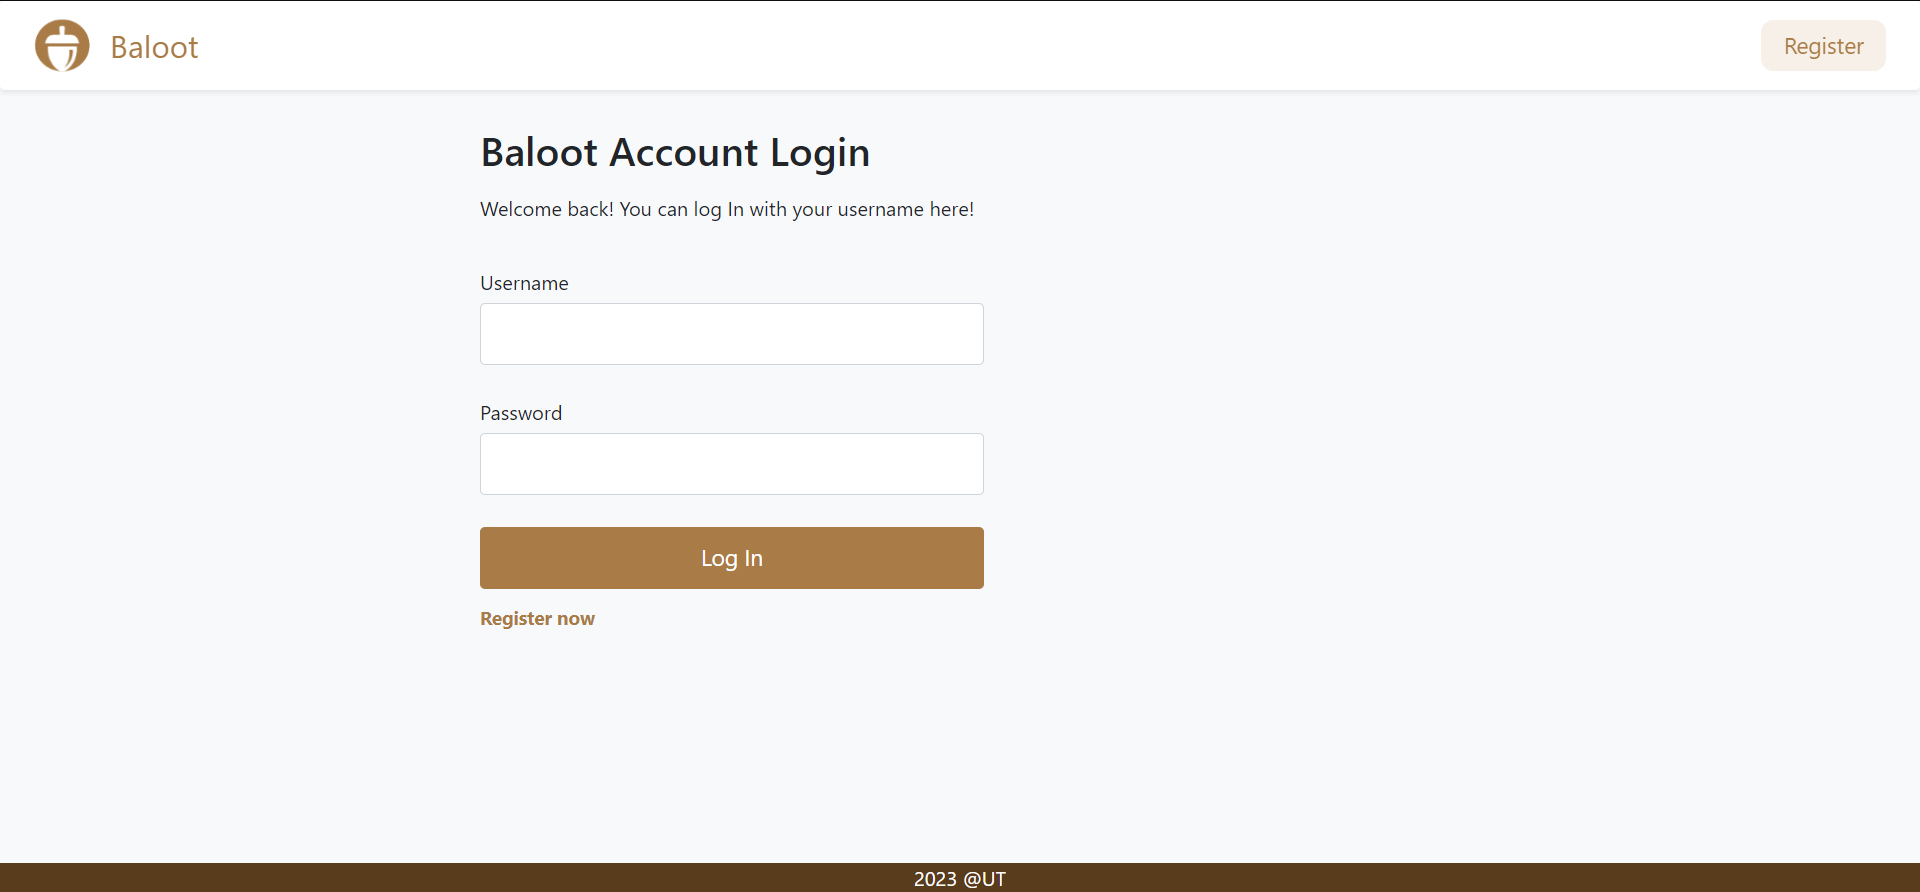 Baloot
Register
Baloot Account Login
Welcome back! You can log In with your username here!
Username
Password
Log In
Register now
2023 @UT